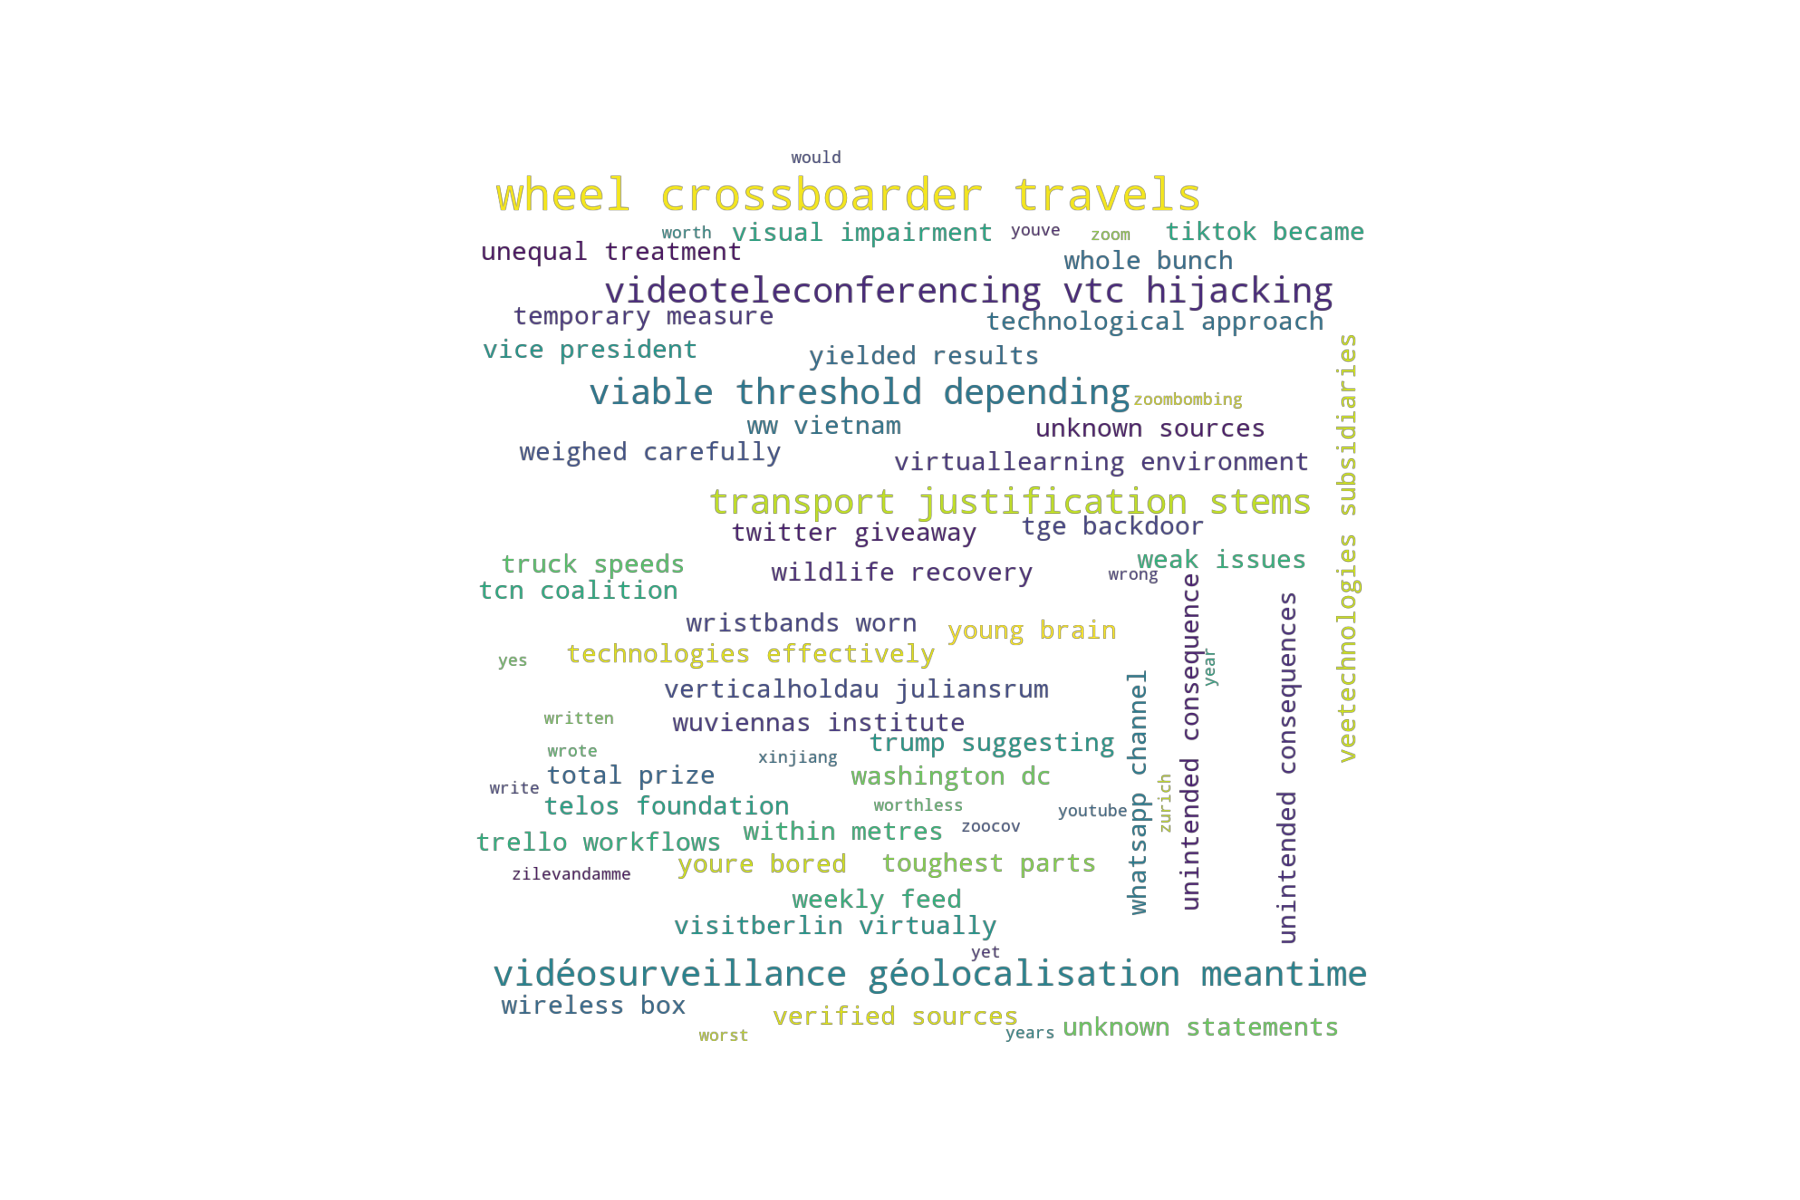 would
wheel crossboarder travels
worth
visual impairment
youve
zoom
tiktok became
unequal treatment
whole bunch
videoteleconferencing vtc hijacking
temporary measure
technological approach
vice president
yielded results
viable threshold depending
zoombombing
ww vietnam
unknown sources
weighed carefully
virtuallearning environment
veetechnologies subsidiaries
transport justification stems
twitter giveaway
tge backdoor
truck speeds
weak issues
wildlife recovery
wrong
tcn coalition
unintended consequence
unintended consequences
wristbands worn
young brain
yes
technologies effectively
year
verticalholdau juliansrum
whatsapp channel
written
wuviennas institute
wrote
xinjiang
trump suggesting
total prize
washington dc
write
zurich
telos foundation
worthless
youtube
trello workflows
within metres
zoocov
youre bored
toughest parts
zilevandamme
weekly feed
visitberlin virtually
yet
vidéosurveillance géolocalisation meantime
wireless box
verified sources
worst
years
unknown statements